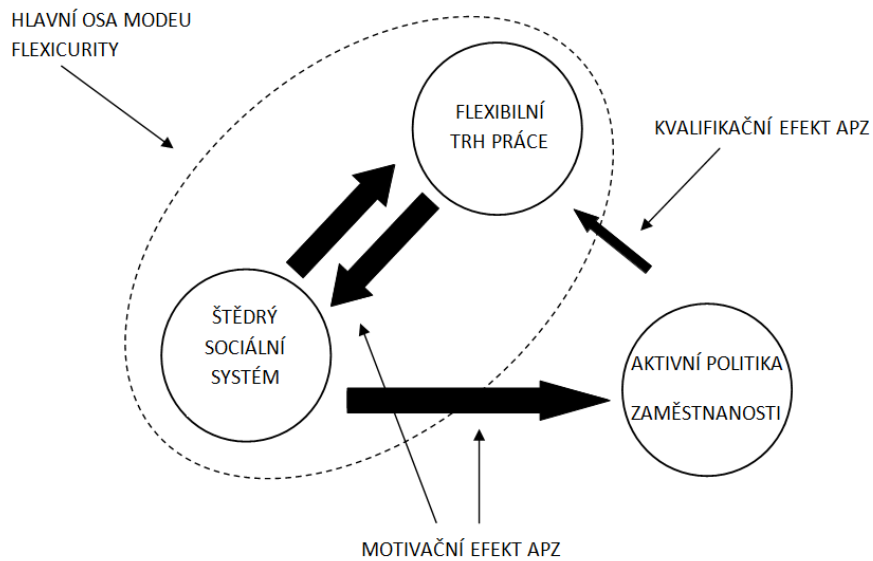 HLAVNÍ OSA MODEU
FLEXICURITY
FLEXIBILNÍ
TRH PRÁCE
KVALIFIKAČNÍ EFEKT APZ
ŠTĚDRÝ
SOCIÁLNÍ
SYSTÉM
AKTIVNÍ POLITIKA
ZAMĚSTNANOSTI
MOTIVAČNÍ EFEKT APZ